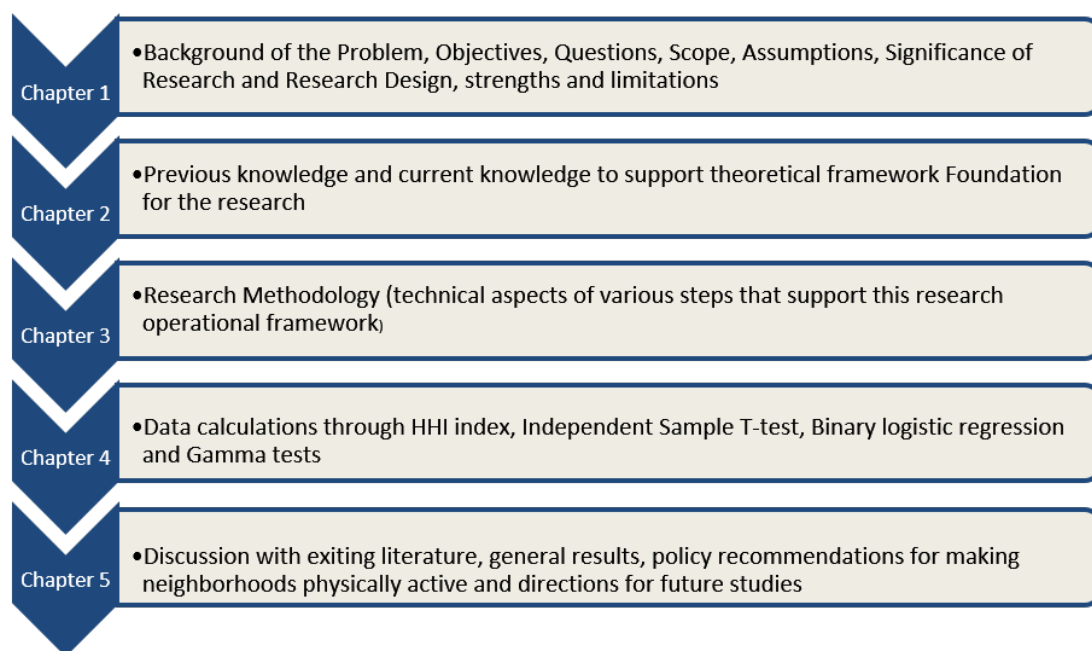 Chapter 1
•Background of the Problem, Objectives, Questions, Scope, Assumptions, Significance of
Research and Research Design, strengths and limitations
Chapter 2
•Previous knowledge and current knowledge to support theoretical framework Foundation
for the research
Chapter 3
•Research Methodology (technical aspects of various steps that support this research
operational framework)
Chapter 4
•Data calculations through HHI index, Independent Sample T-test, Binary logistic regression
and Gamma tests
Chapter 5
•Discussion with exiting literature, general results, policy recommendations for making
neighborhoods physically active and directions for future studies